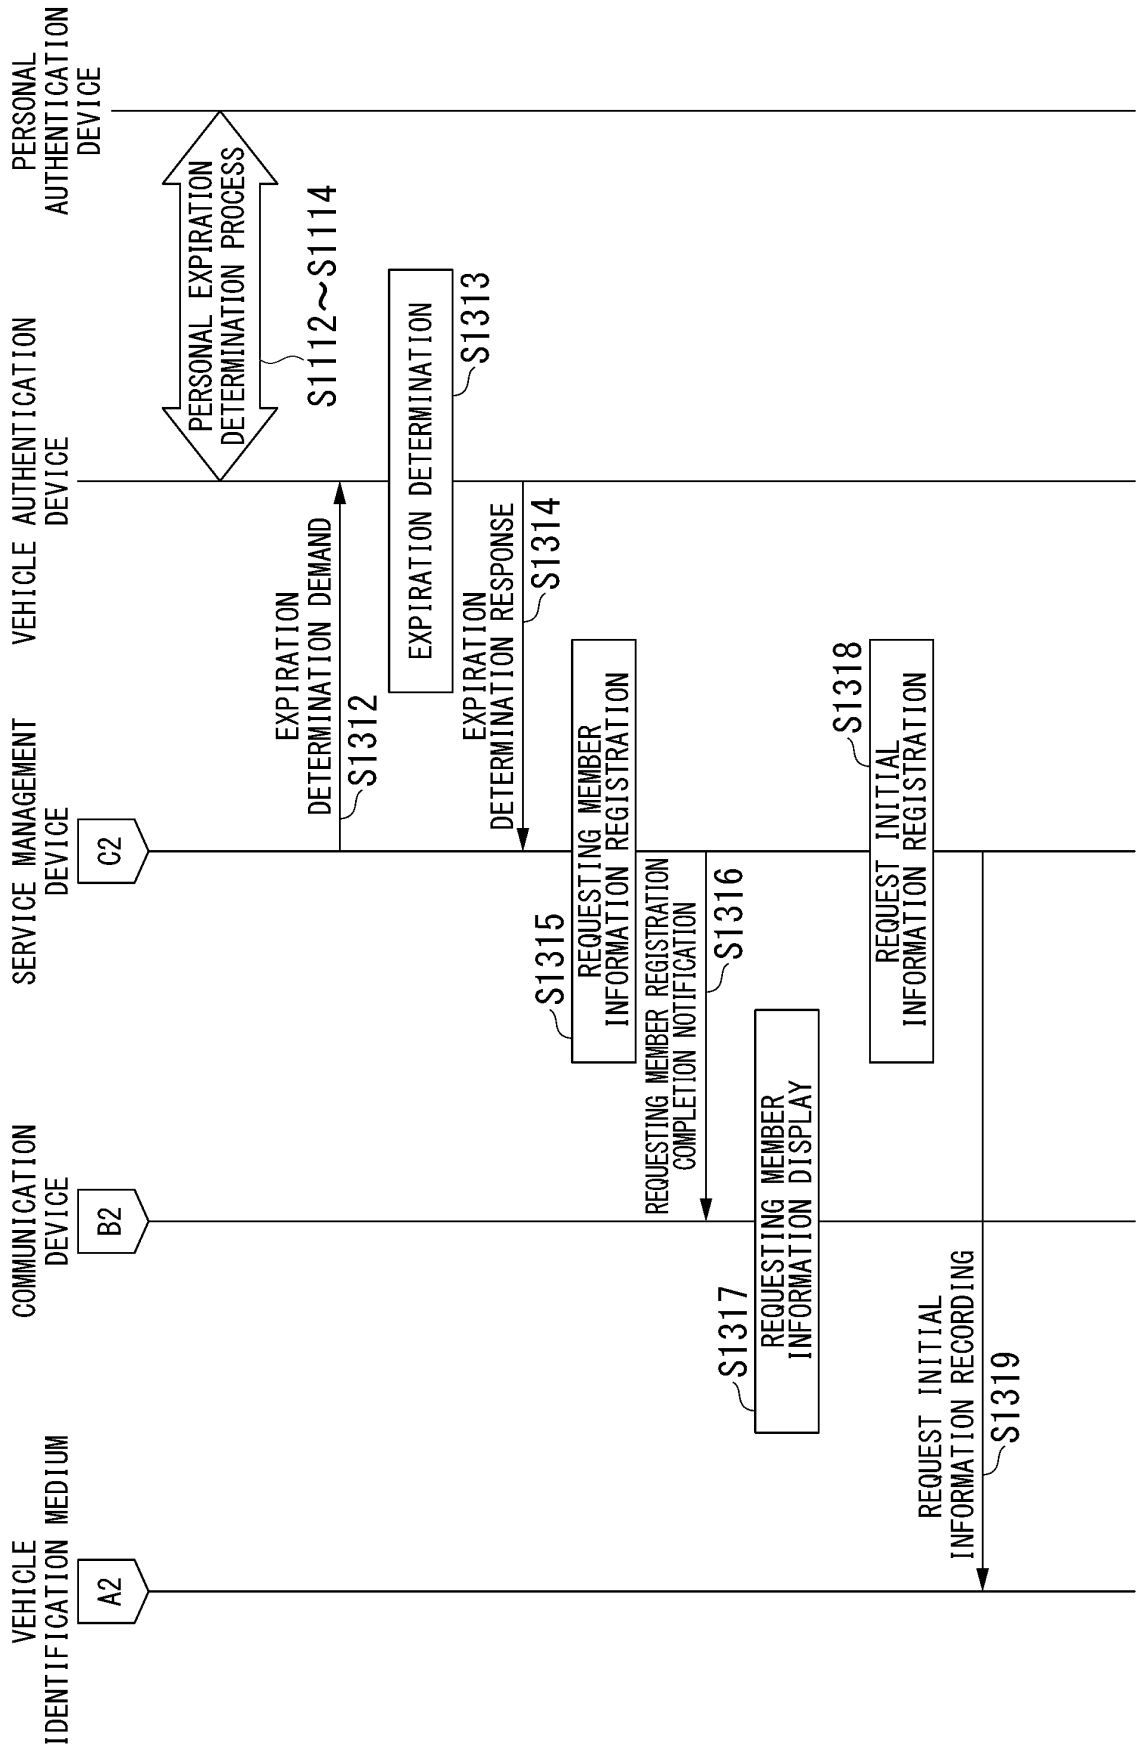 VEHICLE
IDENTIFICATION MEDIUM
COMMUNICATION
DEVICE
SERVICE MANAGEMENT
DEVICE
VEHICLE AUTHENTICATION
DEVICE
PERSONAL
AUTHENTICATION
DEVICE
A2
B2
C2
PERSONAL EXPIRATION
DETERMINATION PROCESS
S1112~S1114
EXPIRATION
DETERMINATION DEMAND
S1312
EXPIRATION DETERMINATION
S1313
EXPIRATION
DETERMINATION RESPONSE
S1314
S1315
REQUESTING MEMBER
INFORMATION REGISTRATION
REQUESTING MEMBER REGISTRATION
COMPLETION NOTIFICATION
S1316
S1317
REQUESTING MEMBER
INFORMATION DISPLAY
S1318
REQUEST INITIAL
INFORMATION REGISTRATION
REQUEST INITIAL
INFORMATION RECORDING
S1319